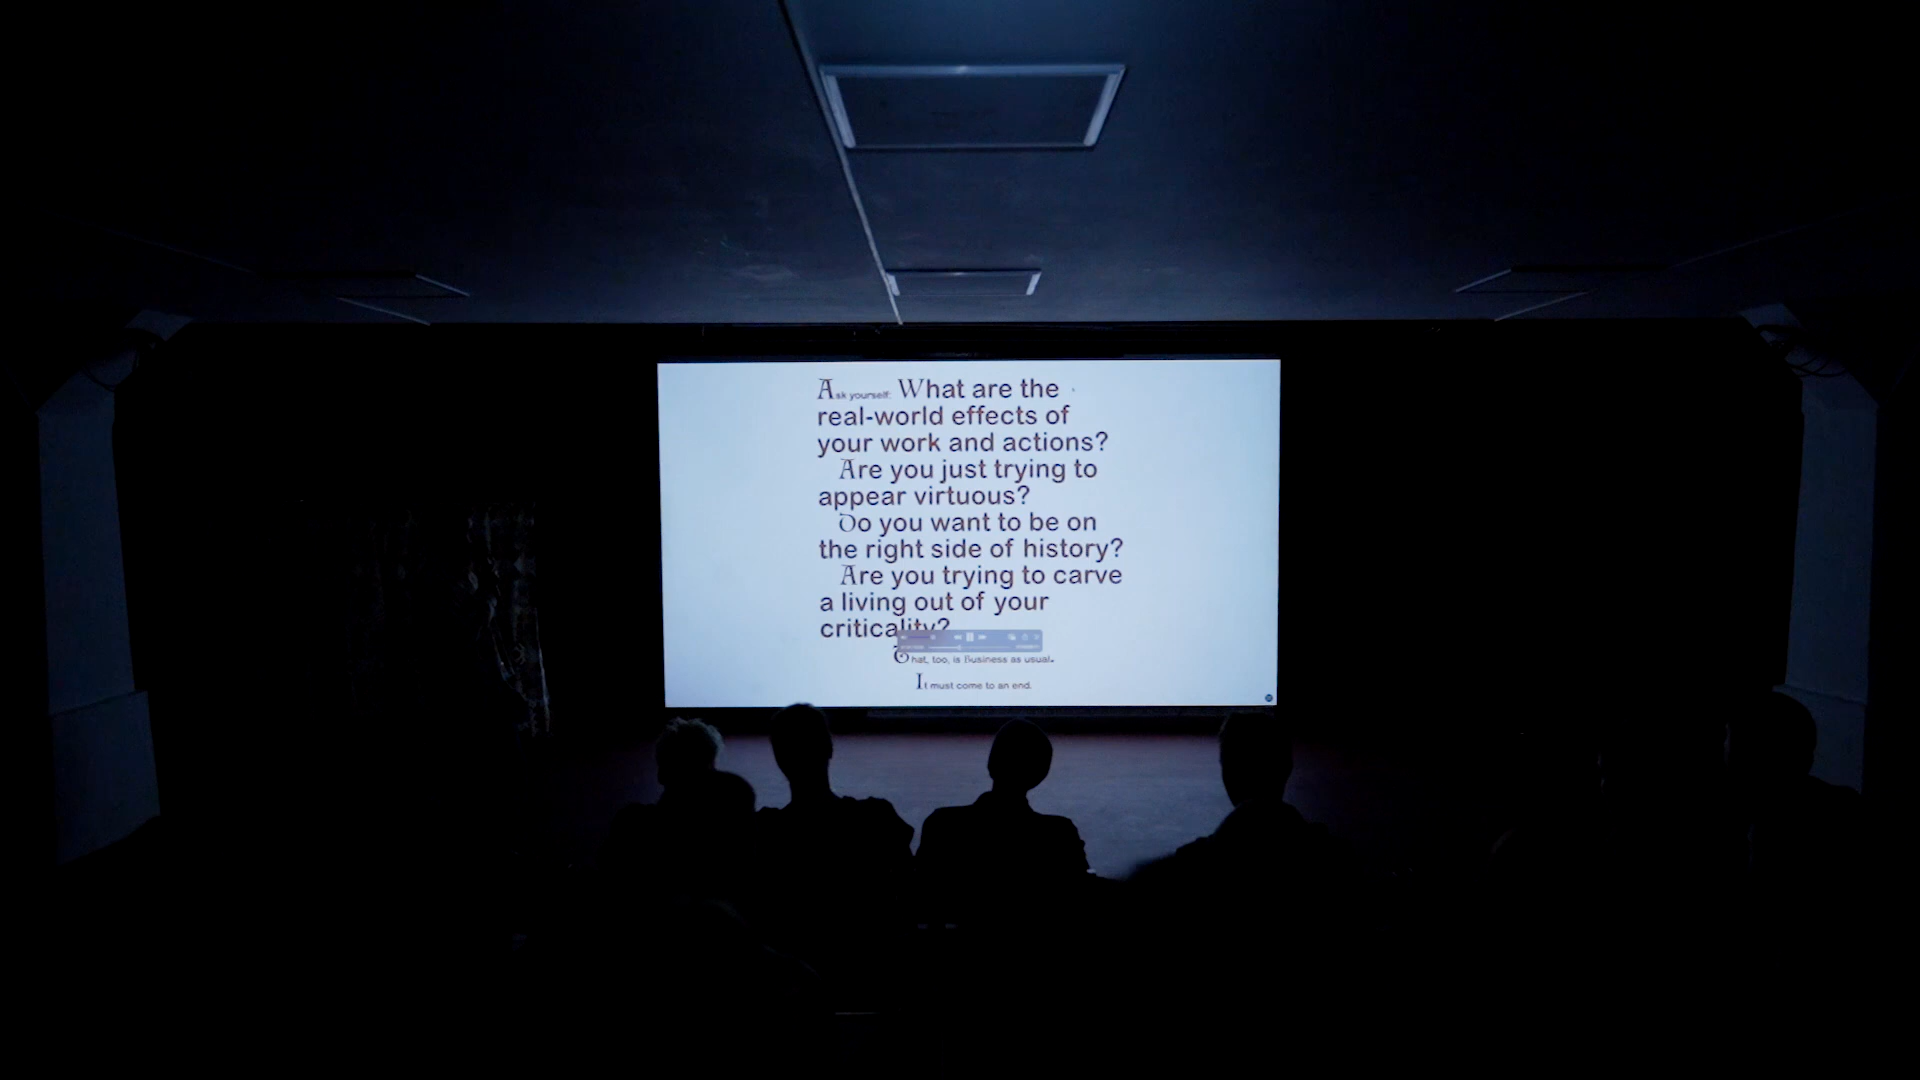 Ask yourself: What are the
real-world effects of
your work and actions?
Are you just trying to
appear virtuous?
Do you want to be on
the right side of history?
Are you trying to carve
a living out of your
criticality?
That, too, is Business as usual.
It must come to an end.